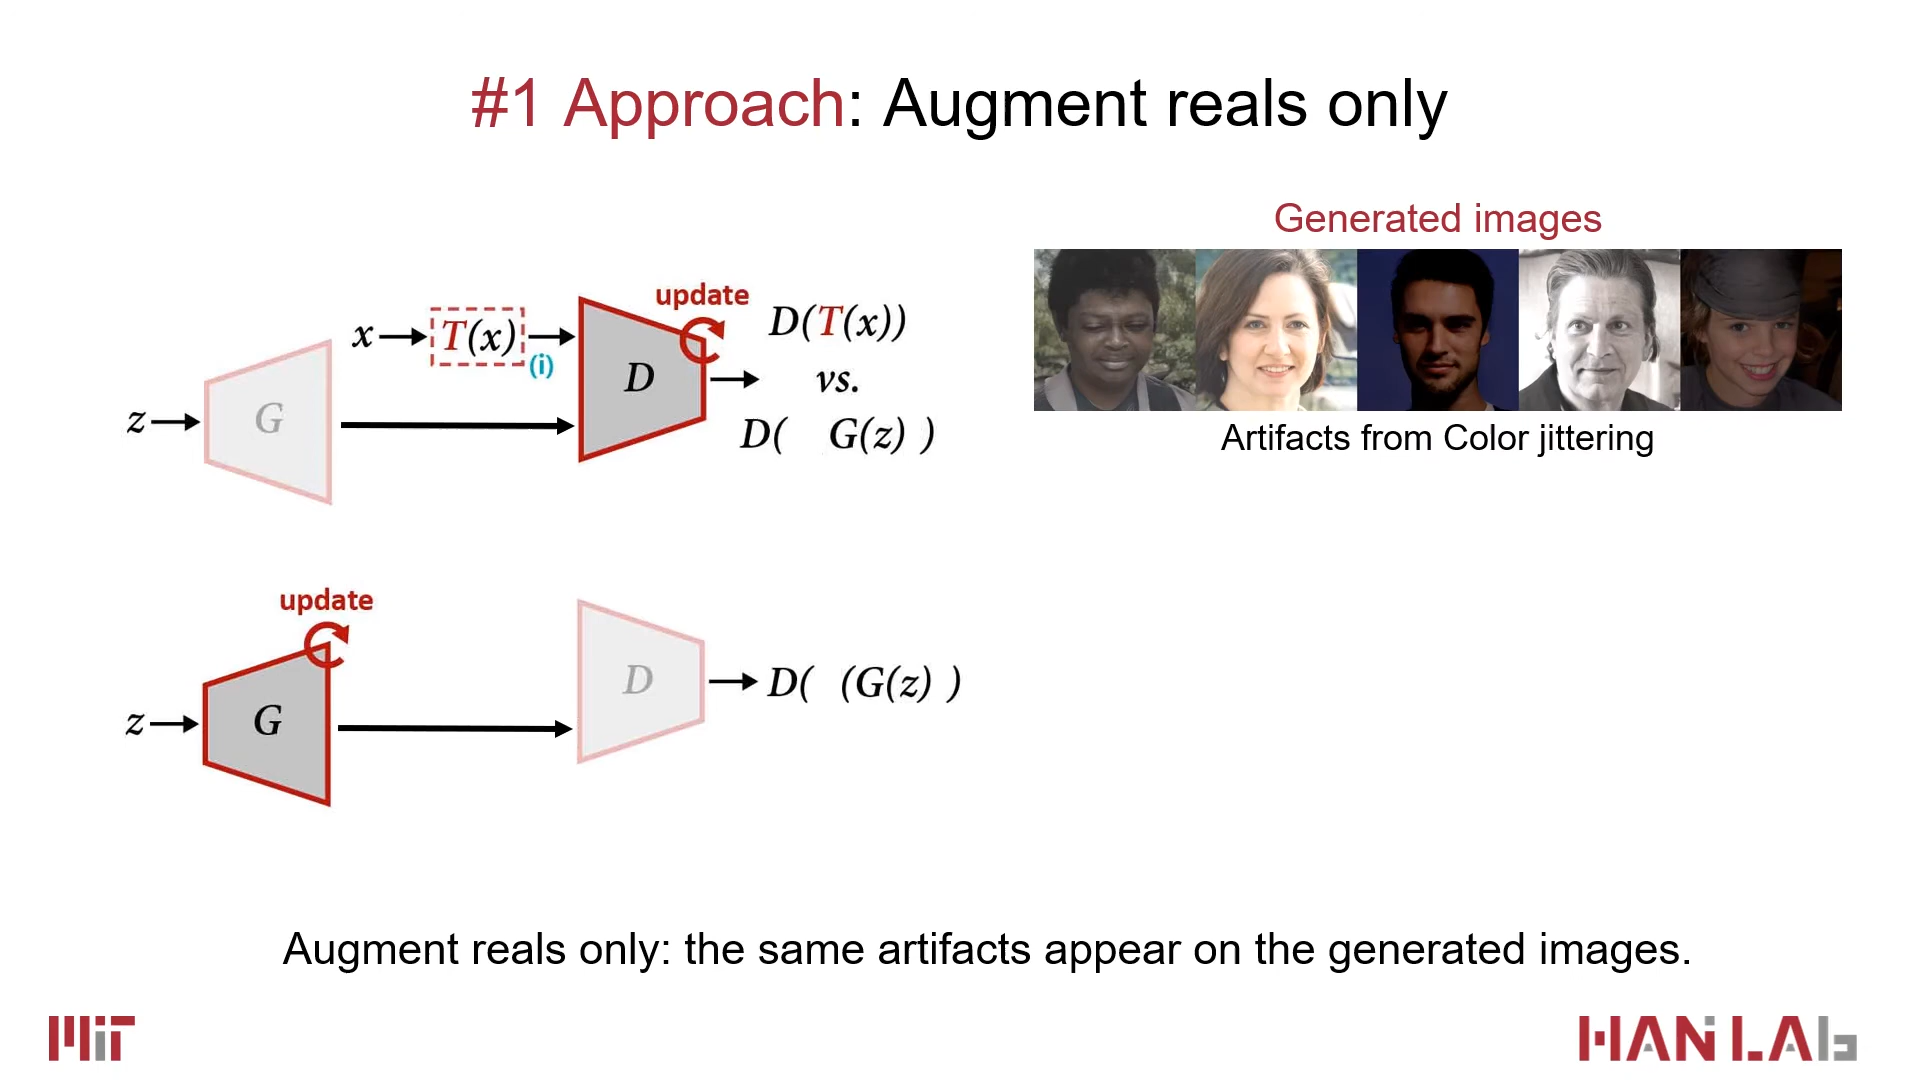 #1 Approach: Augment reals only
Generated images
Artifacts from Color jittering
update
x T(x) (i)
z G D
D(T(x))
vs.
D( G(z) )
update
z G D D( (G(z) )
Augment reals only: the same artifacts appear on the generated images.
MIT
HAN LAb